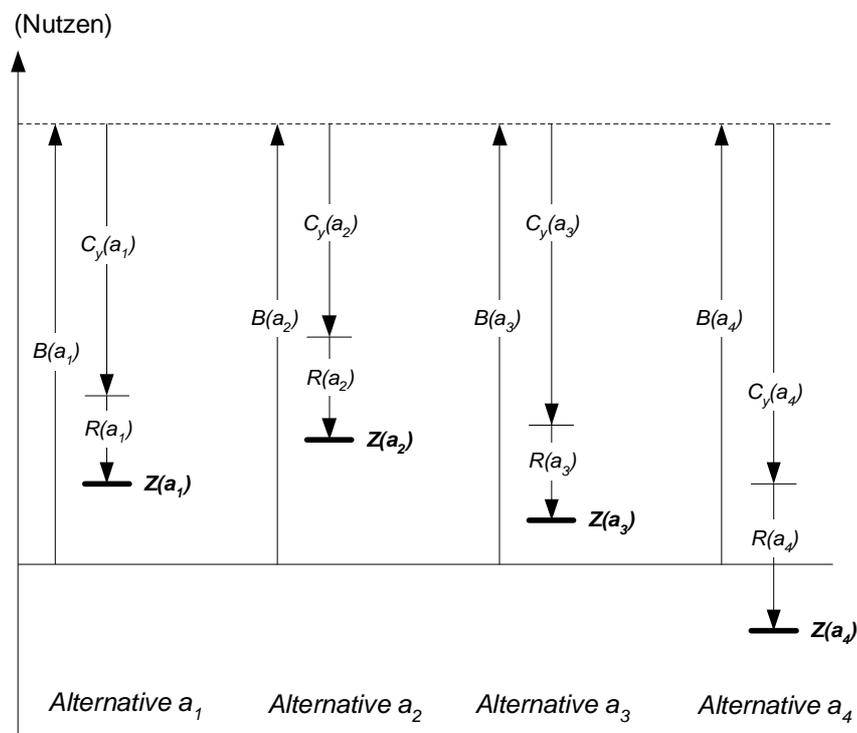 (Nutzen)
C_y(a_1)
C_y(a_2)
C_y(a_3)
B(a_1)
B(a_2)
B(a_3)
B(a_4)
R(a_1)
R(a_2)
C_y(a_4)
Z(a_1)
Z(a_2)
R(a_3)
Z(a_3)
R(a_4)
Z(a_4)
Alternative a_1
Alternative a_2
Alternative a_3
Alternative a_4